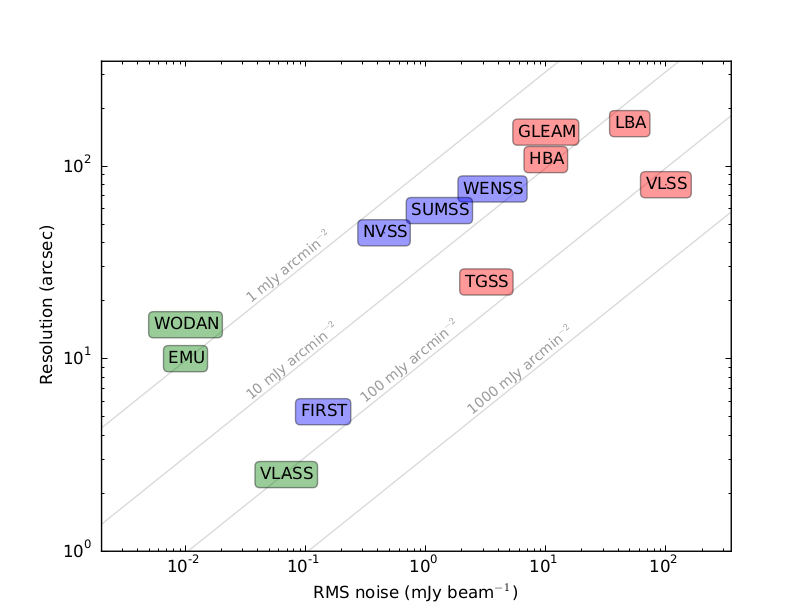 Resolution (arcsec)
10²
10¹
10⁰
GLEAM
LBA
HBA
VLSS
WENSS
SUMSS
NVSS
TGSS
WODAN
EMU
FIRST
VLASS
1 mJy arcmin⁻²
10 mJy arcmin⁻²
100 mJy arcmin⁻²
1000 mJy arcmin⁻²
10⁻² 10⁻¹ 10⁰ 10¹ 10²
RMS noise (mJy beam⁻¹)